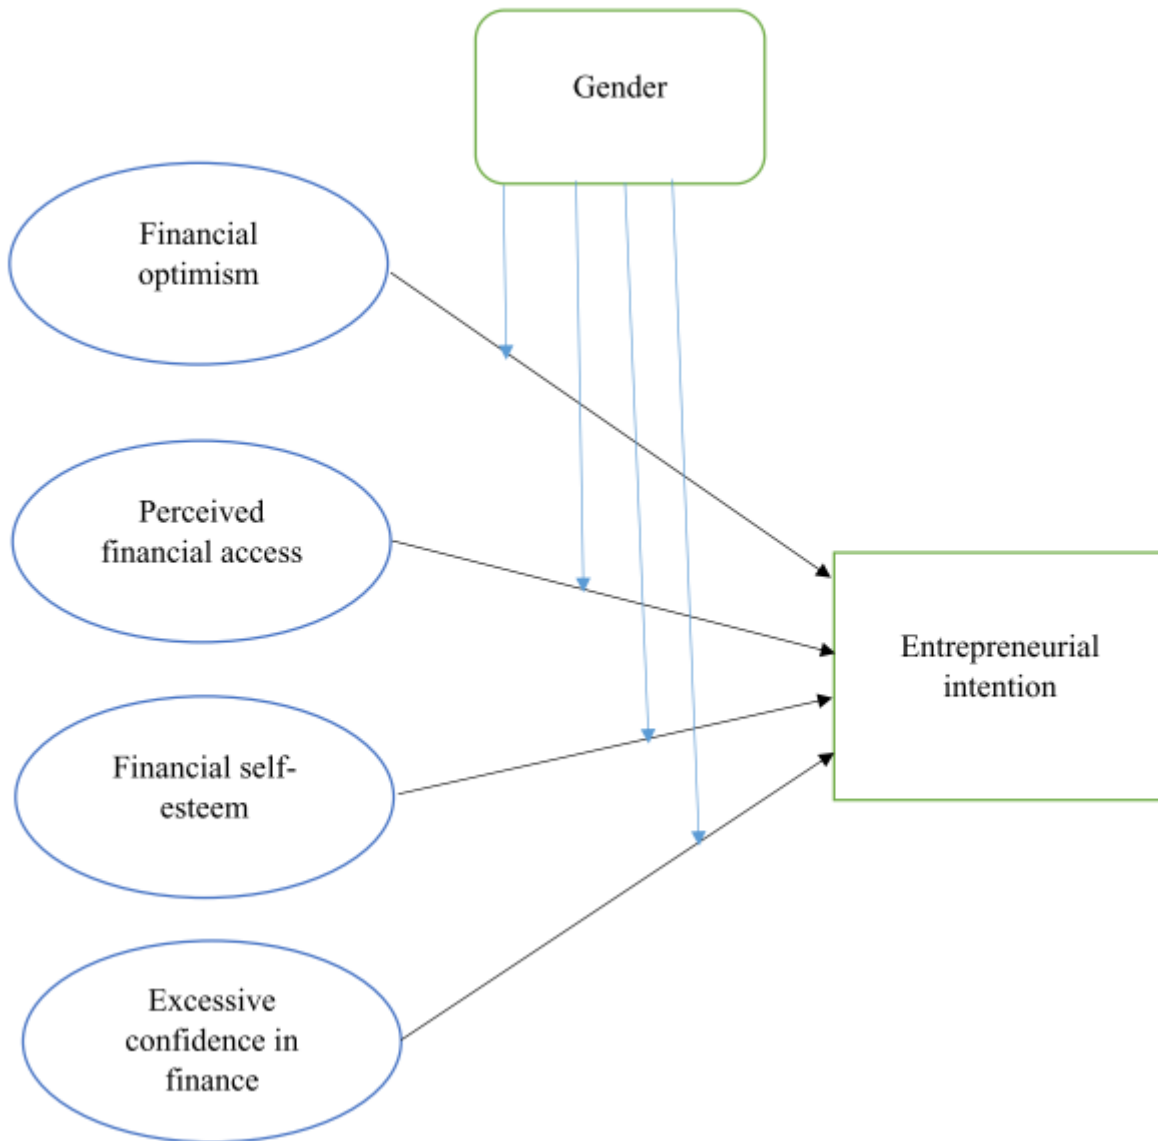 Gender
Financial
optimism
Perceived
financial access
Financial self-
esteem
Excessive
confidence in
finance
Entrepreneurial
intention